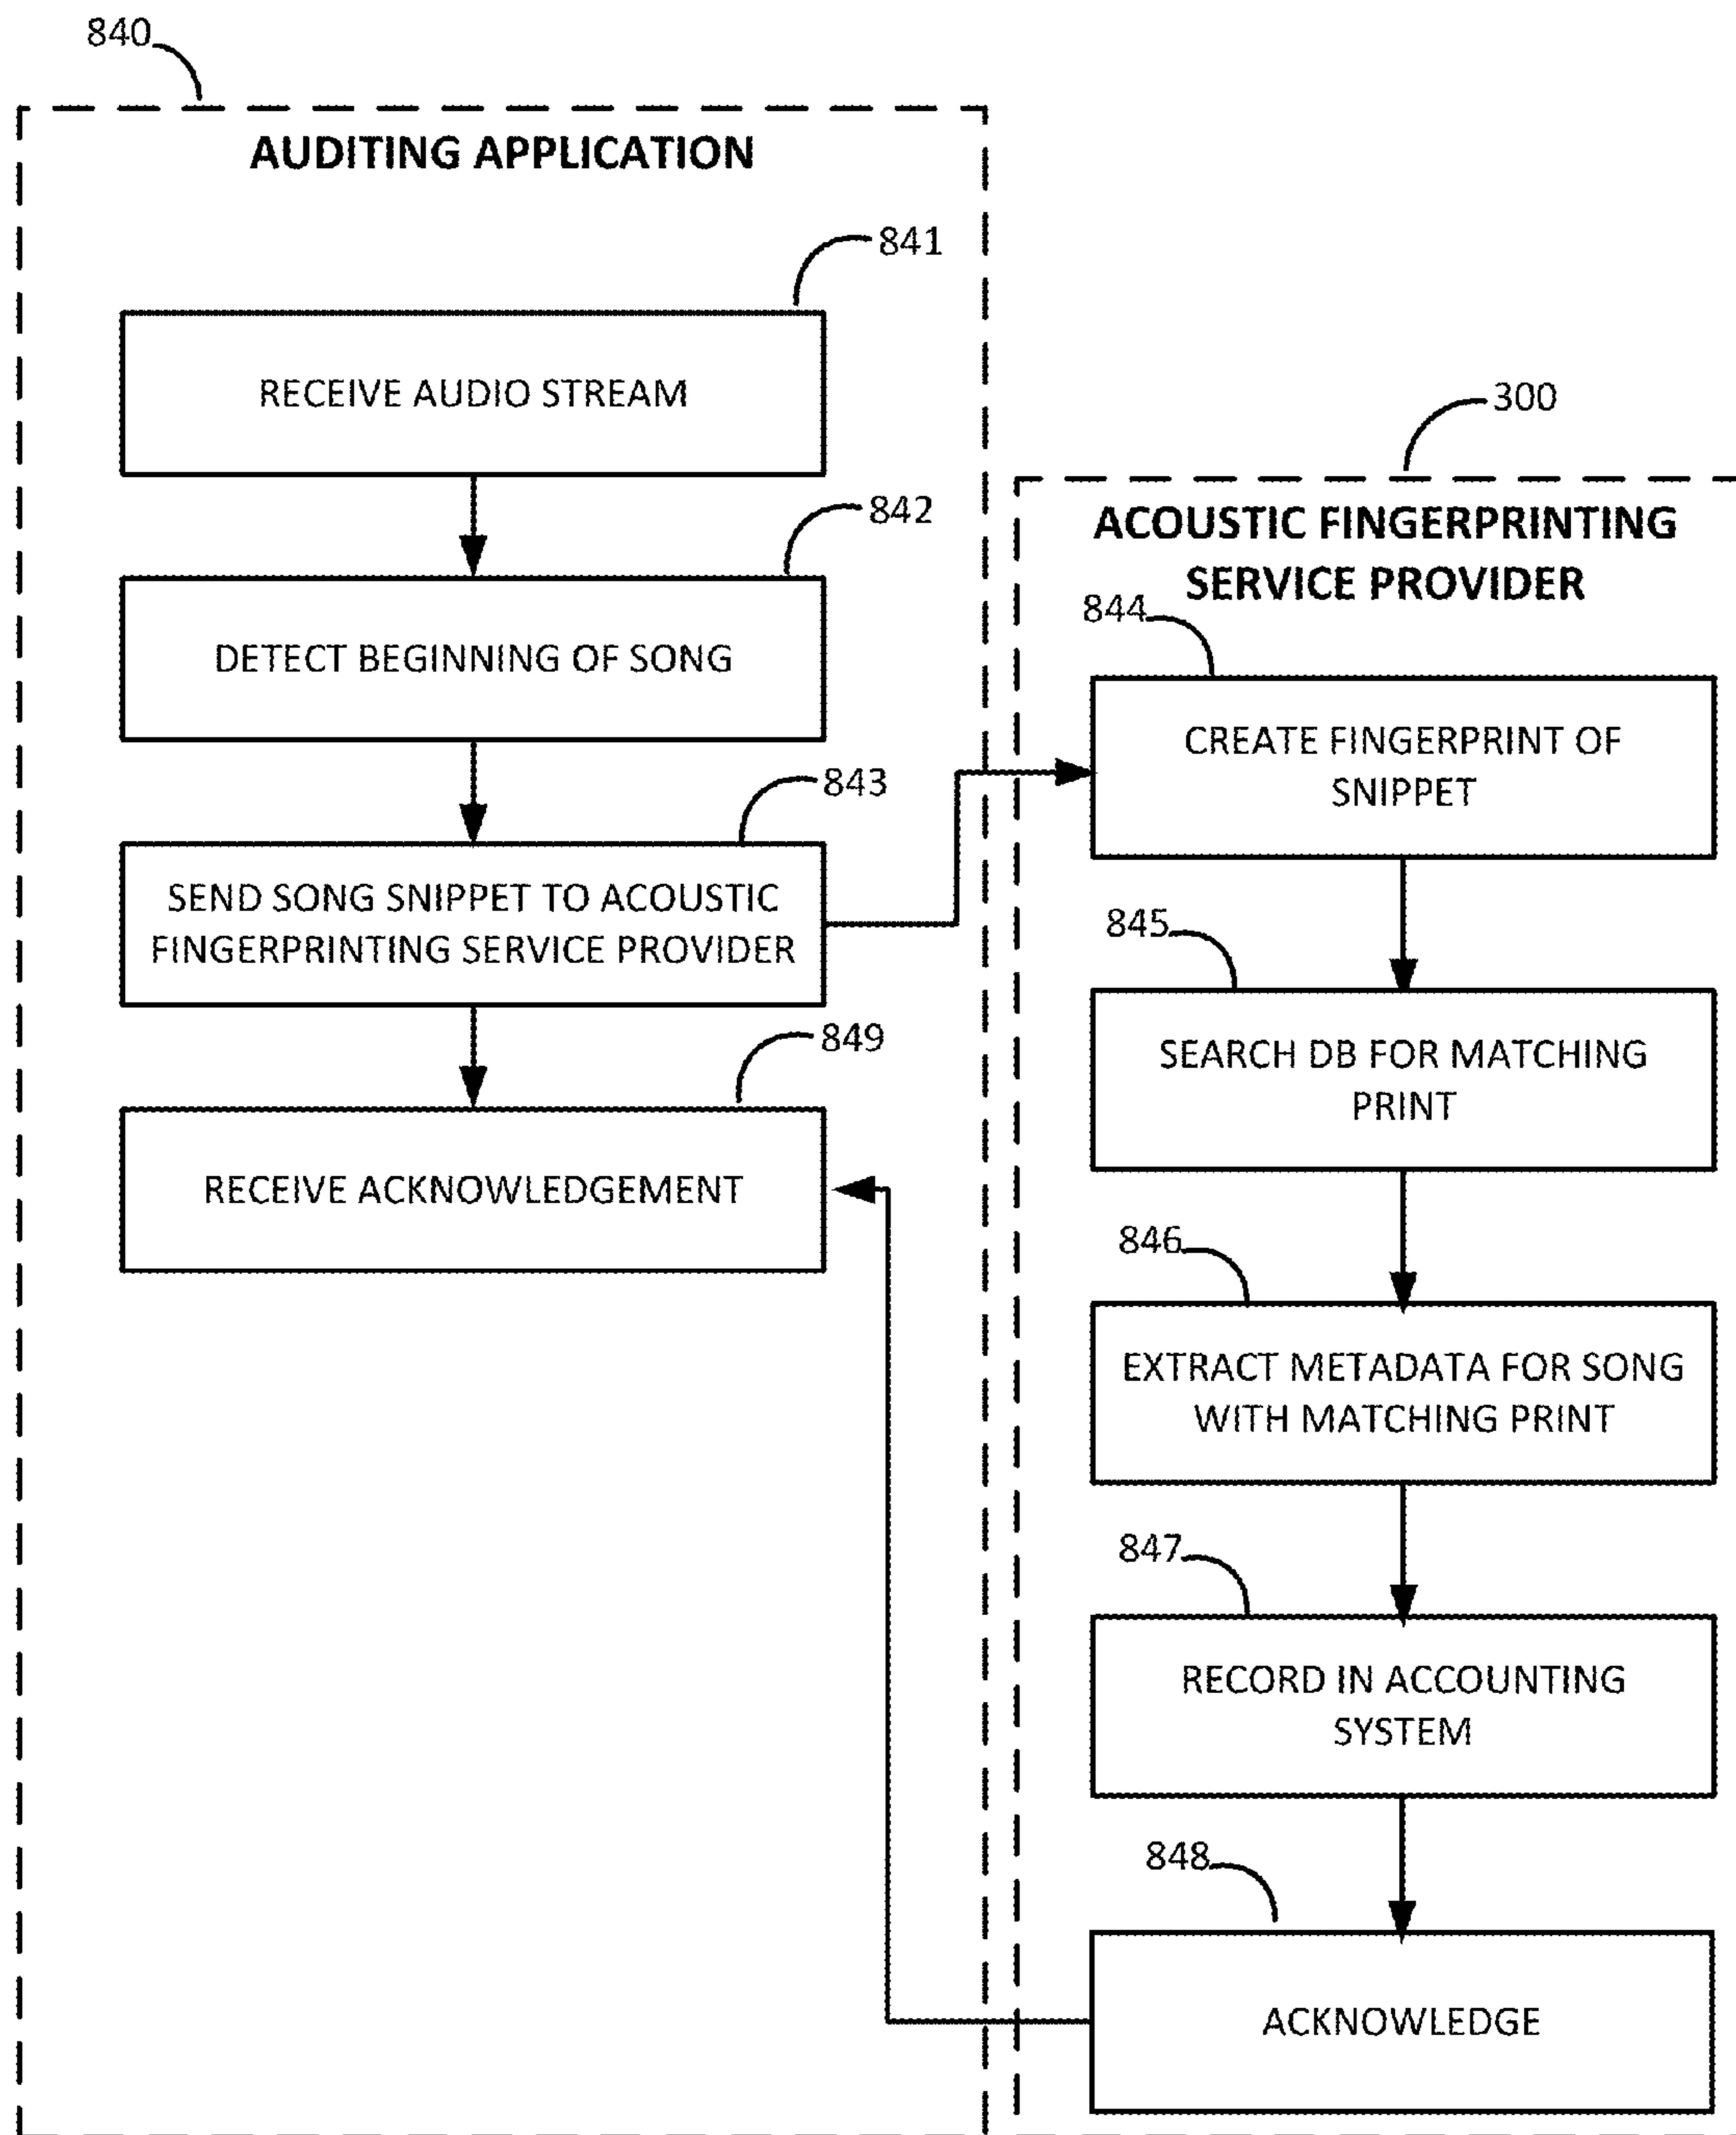 840
AUDITING APPLICATION
841
RECEIVE AUDIO STREAM
842
DETECT BEGINNING OF SONG
843
SEND SONG SNIPPET TO ACOUSTIC
FINGERPRINTING SERVICE PROVIDER
849
RECEIVE ACKNOWLEDGEMENT
300
ACOUSTIC FINGERPRINTING
SERVICE PROVIDER
844
CREATE FINGERPRINT OF
SNIPPET
845
SEARCH DB FOR MATCHING
PRINT
846
EXTRACT METADATA FOR SONG
WITH MATCHING PRINT
847
RECORD IN ACCOUNTING
SYSTEM
848
ACKNOWLEDGE